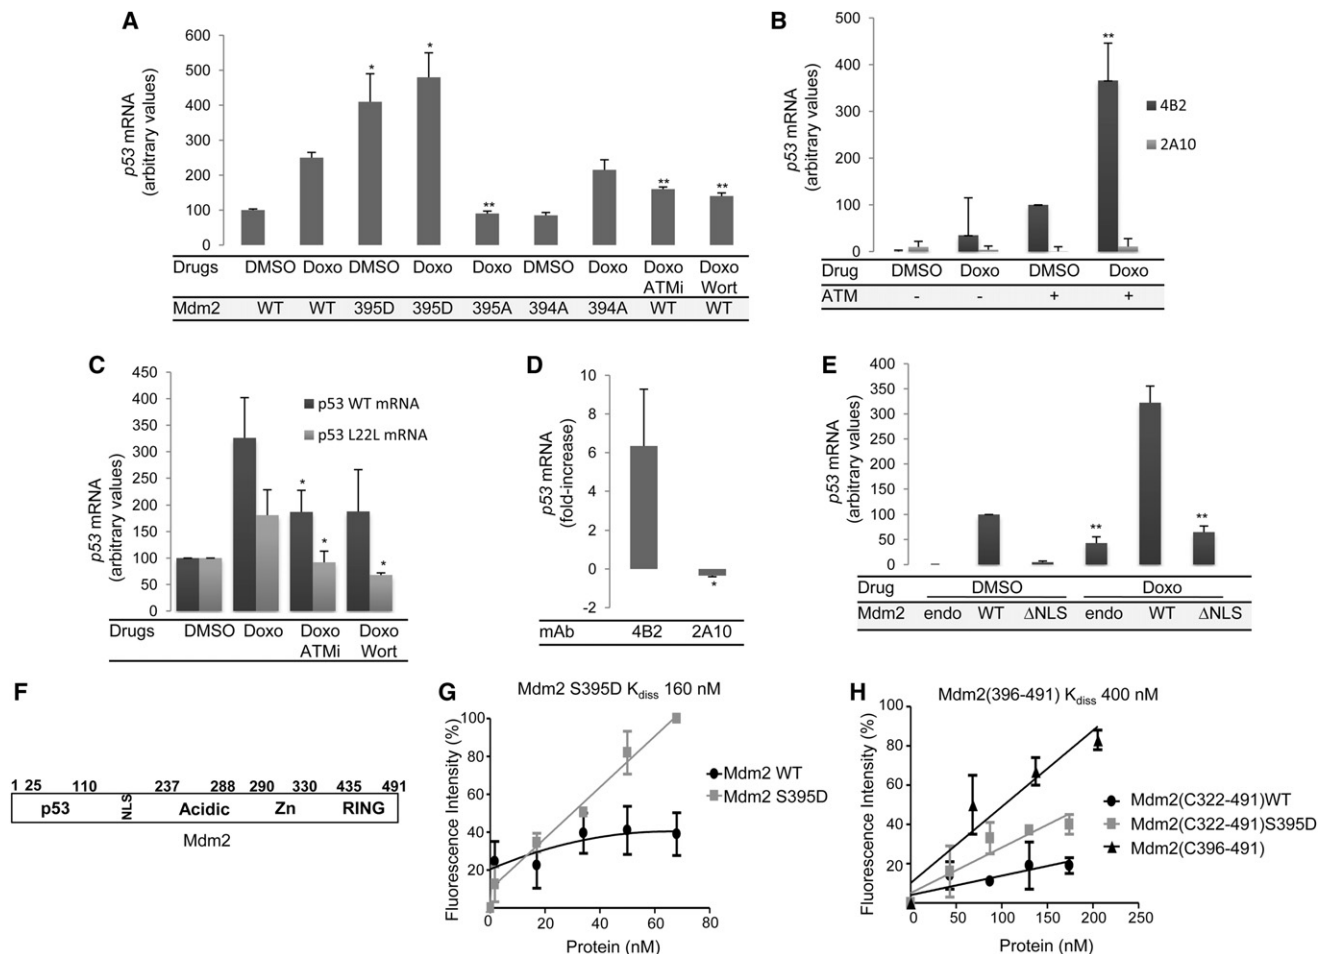 A
p53 mRNA
(arbitrary values)
600
500
400
300
200
100
0
*
*
**
**
**
Drugs DMSO Doxo DMSO Doxo Doxo DMSO Doxo Doxo Doxo
ATMi Wort
Mdm2 WT WT 395D 395D 395A 394A 394A WT WT
B
p53 mRNA
(arbitrary values)
500
400
300
200
100
0
**
4B2
2A10
Drug DMSO Doxo DMSO Doxo
ATM - - + +
C
p53 mRNA
(arbitrary values)
450
400
350
300
250
200
150
100
50
0
p53 WT mRNA
p53 L22L mRNA
*
*
*
Drugs DMSO Doxo Doxo Doxo
ATMi Wort
D
p53 mRNA
(fold-increase)
10
8
6
4
2
0
-2
*
mAb 4B2 2A10
E
p53 mRNA
(arbitrary values)
400
350
300
250
200
150
100
50
0
**
**
Drug DMSO Doxo
Mdm2 endo WT ΔNLS endo WT ΔNLS
F
1 25 110 237 288 290 330 435 491
p53 NLS Acidic Zn RING
Mdm2
G
Mdm2 S395D Kdiss 160 nM
Fluorescence Intensity (%)
100
80
60
40
20
0 20 40 60 80
Protein (nM)
Mdm2 WT
Mdm2 S395D
H
Mdm2(396-491) Kdiss 400 nM
Fluorescence Intensity (%)
100
80
60
40
20
0
0 50 100 150 200 250
Protein (nM)
Mdm2(C322-491)WT
Mdm2(C322-491)S395D
Mdm2(C396-491)